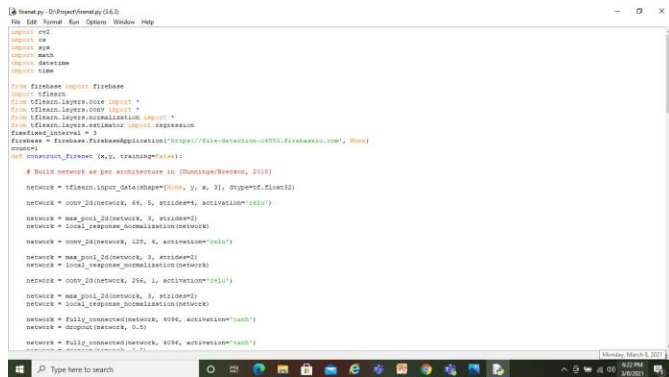 firenet.py - D:\Project\firenet.py (3.6.3)
File Edit Format Run Options Window Help
import cv2
import os
import sys
import math
import datetime
import time
from firebase import firebase
import tflearn
from tflearn.layers.core import *
from tflearn.layers.conv import *
from tflearn.layers.normalization import *
from tflearn.layers.estimator import regression
fixefixed_interval = 3
firebase = firebase.FirebaseApplication('https://fire-detection-c4550.firebaseio.com', None)
count=1
def construct_firenet (x,y, training=False):
# Build network as per architecture in [Dunnings/Breckon, 2018]
network = tflearn.input_data(shape=[None, y, x, 3], dtype=tf.float32)
network = conv_2d(network, 64, 5, strides=4, activation='relu')
network = max_pool_2d(network, 3, strides=2)
network = local_response_normalization(network)
network = conv_2d(network, 128, 4, activation='relu')
network = max_pool_2d(network, 3, strides=2)
network = local_response_normalization(network)
network = conv_2d(network, 256, 1, activation='relu')
network = max_pool_2d(network, 3, strides=2)
network = local_response_normalization(network)
network = fully_connected(network, 4096, activation='tanh')
network = dropout(network, 0.5)
network = fully_connected(network, 4096, activation='tanh')
Monday, March 8, 2021
Type here to search
6:22 PM
3/8/2021